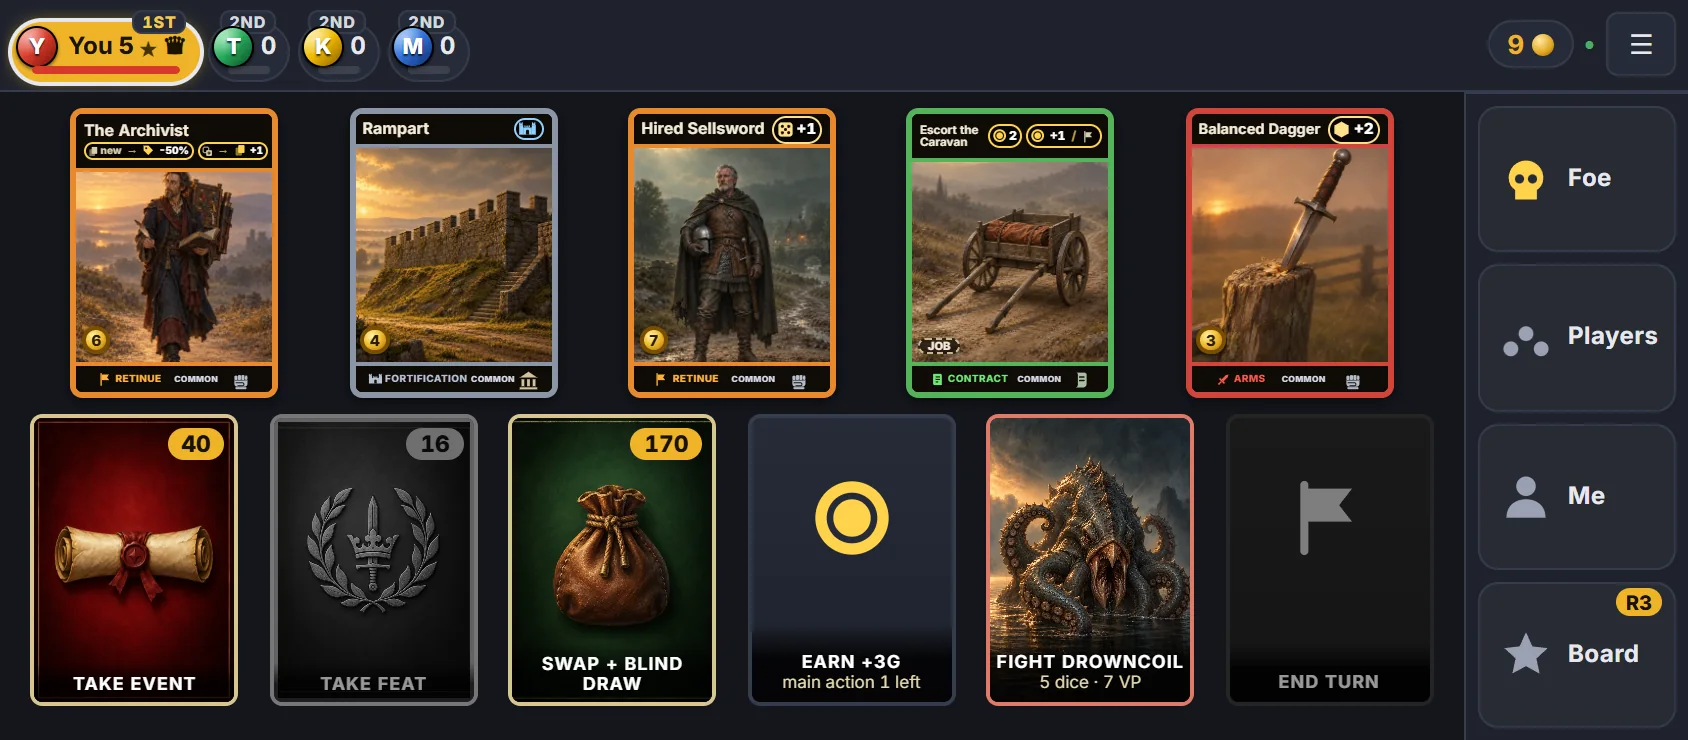 1ST
Y You 5
2ND
T 0
2ND
K 0
2ND
M 0
9
The Archivist
new → -50% → +1
6
RETINUE COMMON
Rampart
4
FORTIFICATION COMMON
Hired Sellsword +1
7
RETINUE COMMON
Escort the
Caravan
2 +1 /
JOB
CONTRACT COMMON
Balanced Dagger +2
3
ARMS COMMON
Foe
Players
Me
R3
Board
40
TAKE EVENT
16
TAKE FEAT
170
SWAP + BLIND
DRAW
EARN +3G
main action 1 left
FIGHT DROWNCOIL
5 dice · 7 VP
END TURN